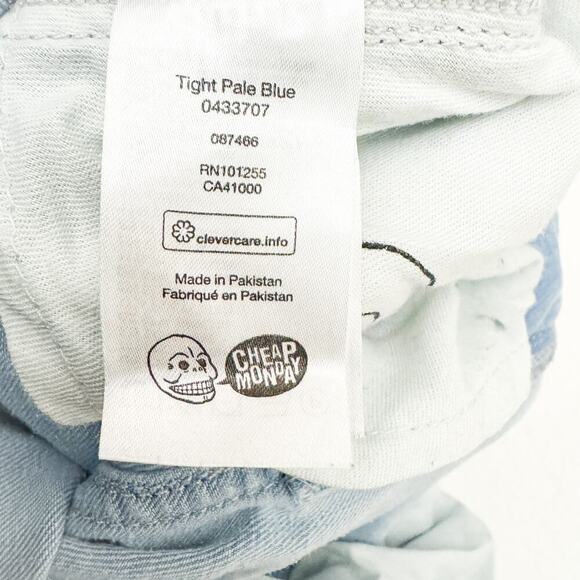 Tight Pale Blue
0433707
087466
RN101255
CA41000
clevercare.info
Made in Pakistan
Fabriqué en Pakistan
CHEAP
MONDAY